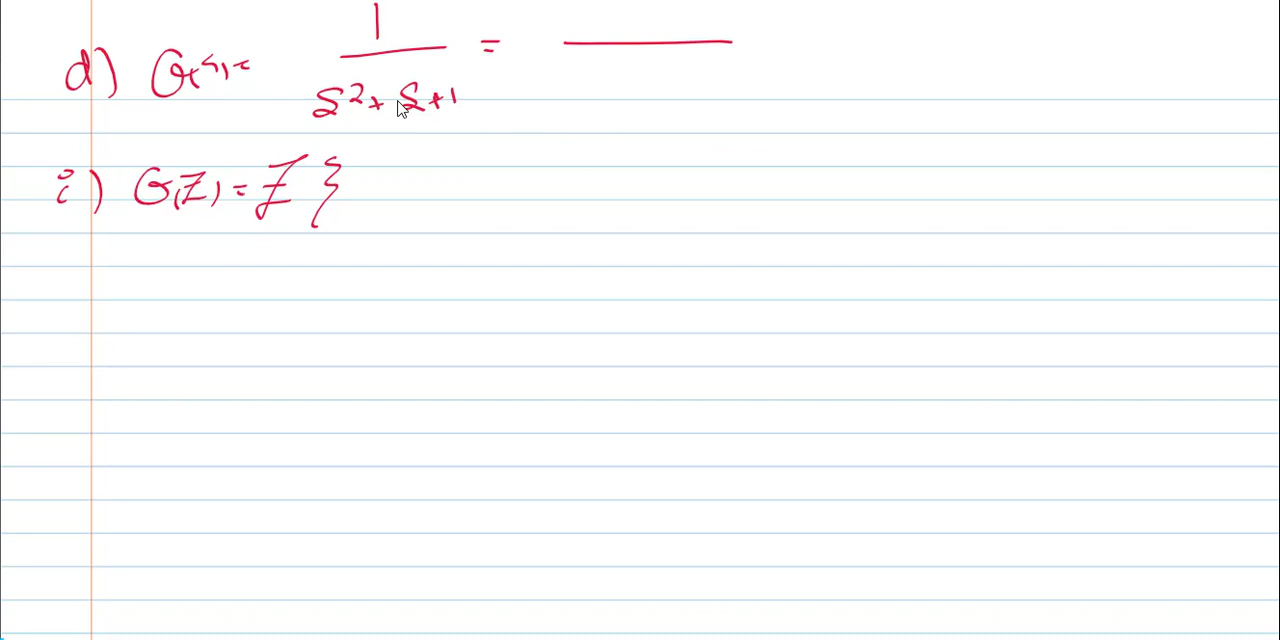 d) G(s) = 1/(s² + s + 1) =
i) G(z) = Z {